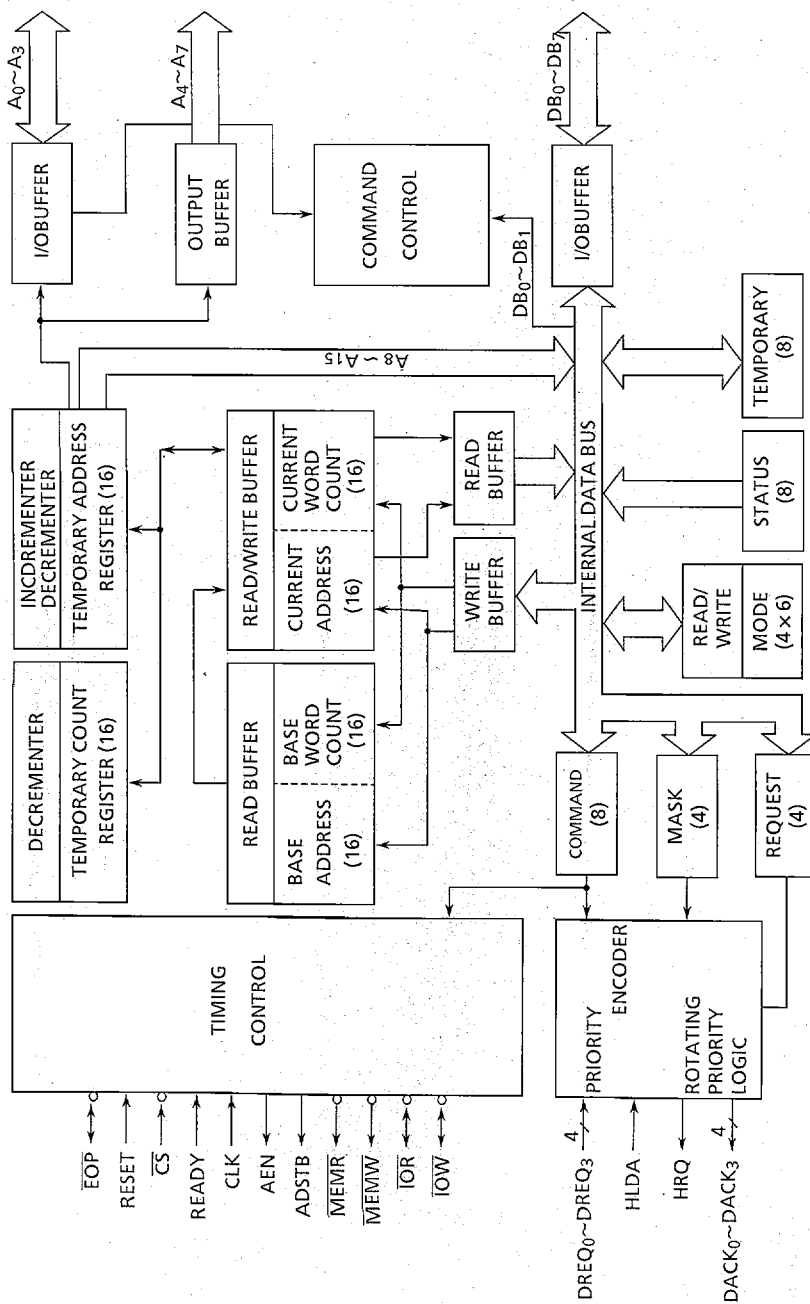 EOP
RESET
CS
READY
CLK
AEN
ADSTB
MEMR
MEMW
IOR
IOW
TIMING
CONTROL
DECREMENTER
TEMPORARY COUNT
REGISTER (16)
INCDREMENTER
DECREMENTER
TEMPORARY ADDRESS
REGISTER (16)
I/OBUFFER
A0~A3
OUTPUT
BUFFER
A4~A7
COMMAND
CONTROL
A8~A15
READ BUFFER
BASE
ADDRESS
(16)
BASE
WORD
COUNT
(16)
READ/WRITE BUFFER
CURRENT
ADDRESS
(16)
CURRENT
WORD
COUNT
(16)
WRITE
BUFFER
READ
BUFFER
DB0~DB1
INTERNAL DATA BUS
I/OBUFFER
DB0~DB7
DREQ0~DREQ3
4
HLDA
HRQ
DACK0~DACK3
4
PRIORITY
ENCODER
ROTATING
PRIORITY
LOGIC
COMMAND
(8)
MASK
(4)
REQUEST
(4)
READ/
WRITE
MODE
(4×6)
STATUS
(8)
TEMPORARY
(8)